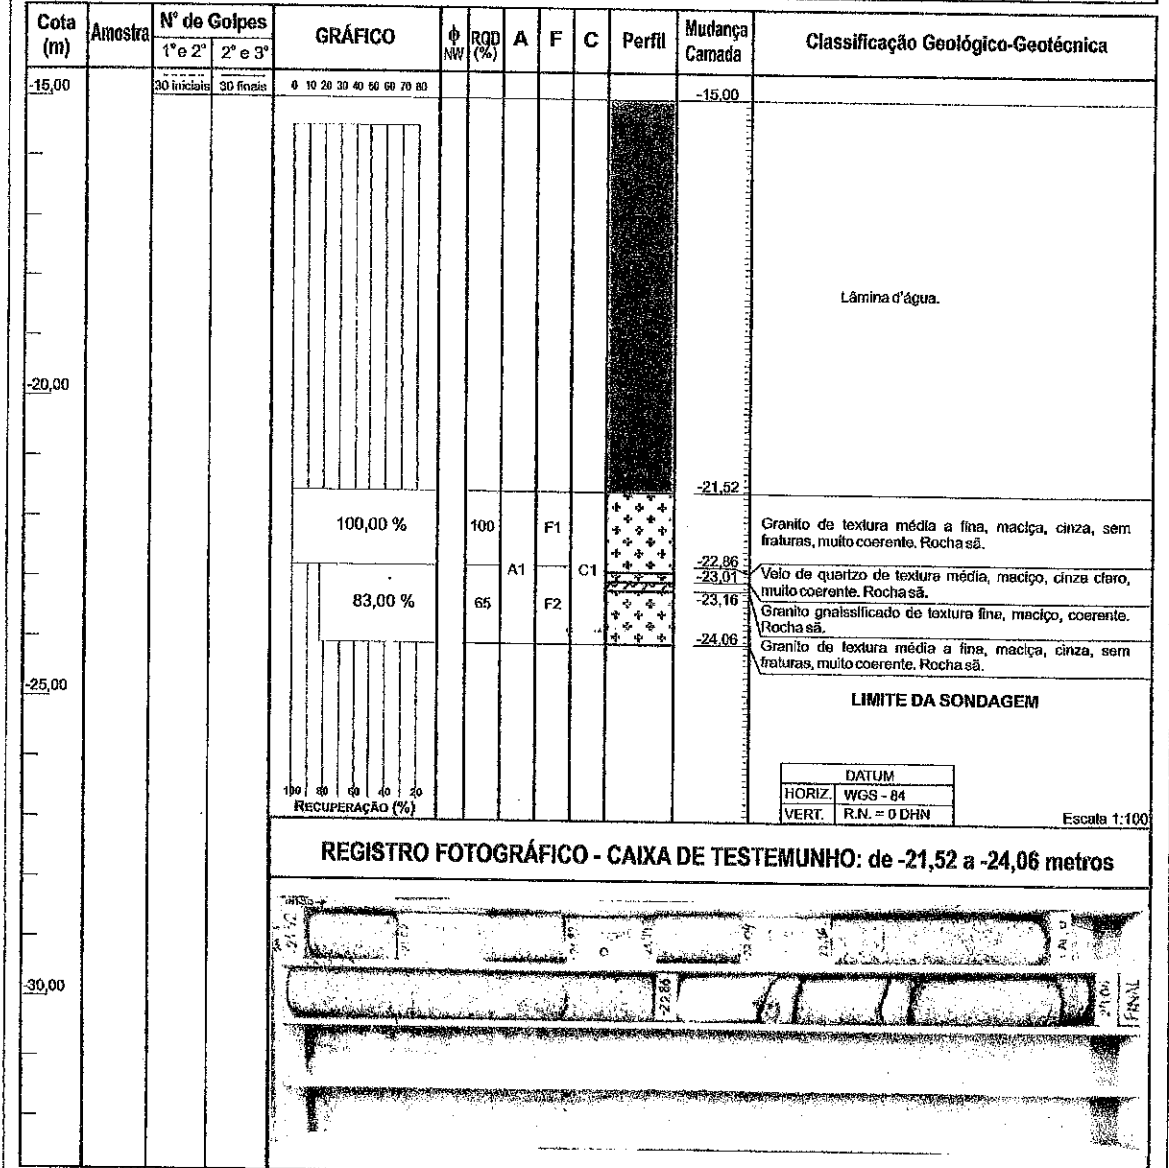 Cota (m)
Amostra
N° de Golpes
1° e 2°
2° e 3°
30 iniciais
30 finais
GRÁFICO
0 10 20 30 40 50 60 70 80
ϕ NW
RQD (%)
A
F
C
Perfil
Mudança Camada
Classificação Geológico-Geotécnica
-15,00
-15,00
Lâmina d'água.
-20,00
-21,52
100,00 %
100
F1
Granito de textura média a fina, maciça, cinza, sem
fraturas, muito coerente. Rocha sã.
A1
C1
-22,86
-23,01
Veio de quartzo de textura média, maciço, cinza claro,
muito coerente. Rocha sã.
83,00 %
65
F2
-23,16
Granito gnaissificado de textura fina, maciço, coerente.
Rocha sã.
-24,06
Granito de textura média a fina, maciça, cinza, sem
fraturas, muito coerente. Rocha sã.
-25,00
LIMITE DA SONDAGEM
100 80 60 40 20
RECUPERAÇÃO (%)
DATUM
HORIZ. WGS - 84
VERT. R.N. = 0 DHN
Escala 1:100
REGISTRO FOTOGRÁFICO - CAIXA DE TESTEMUNHO: de -21,52 a -24,06 metros
-21,52
-30,00
-22,86
FINAL